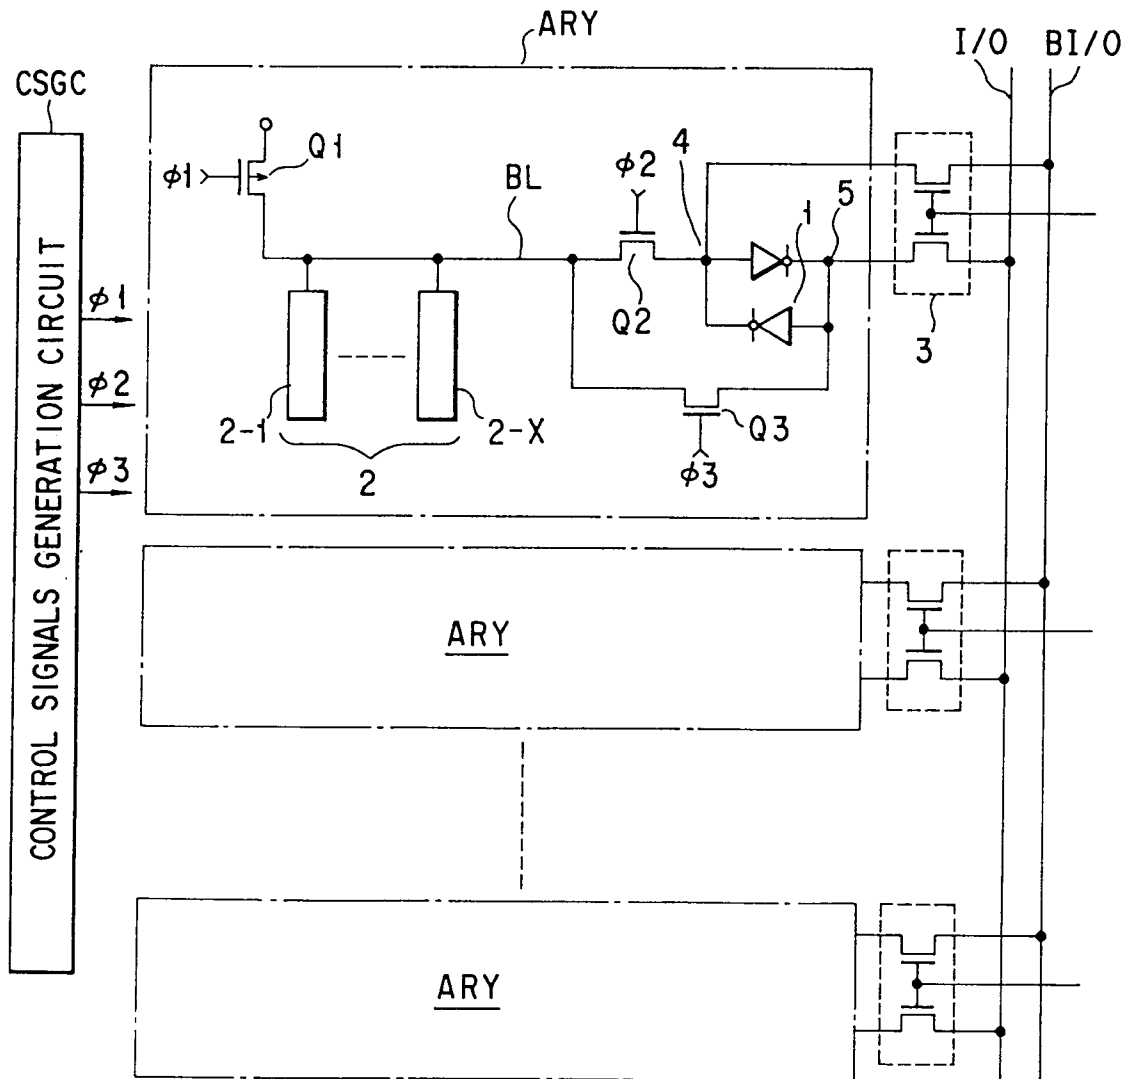 ARY
I/O BI/O
CSGC
φ1
Q1
BL
φ2
4
1
5
Q2
3
CONTROL SIGNALS GENERATION CIRCUIT
φ1
φ2
φ3
2-1
2-X
2
Q3
φ3
ARY
ARY